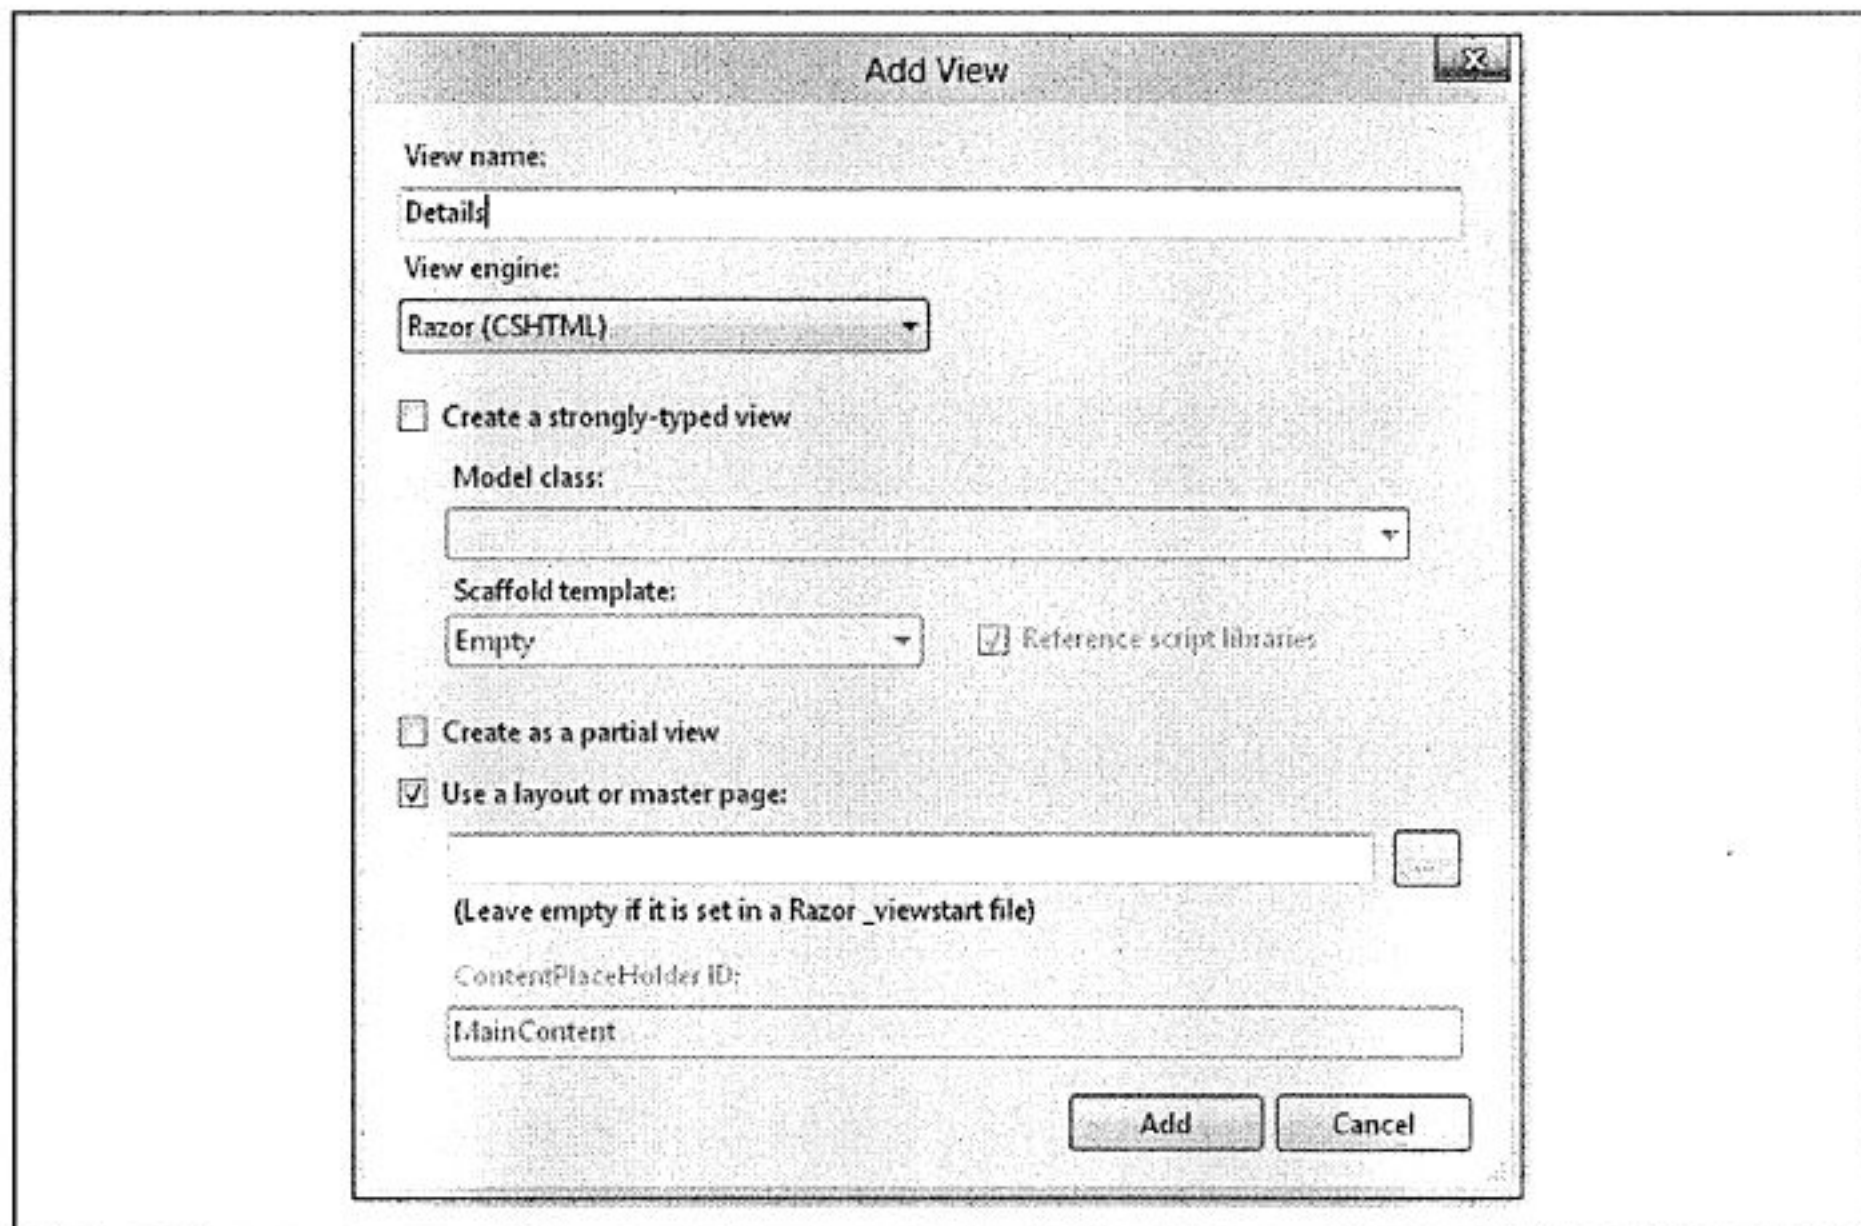 Add View
View name:
Details
View engine:
Razor (CSHTML)
Create a strongly-typed view
Model class:
Scaffold template:
Empty
Reference script libraries
Create as a partial view
Use a layout or master page:
...
(Leave empty if it is set in a Razor _viewstart file)
ContentPlaceHolder ID:
MainContent
Add
Cancel